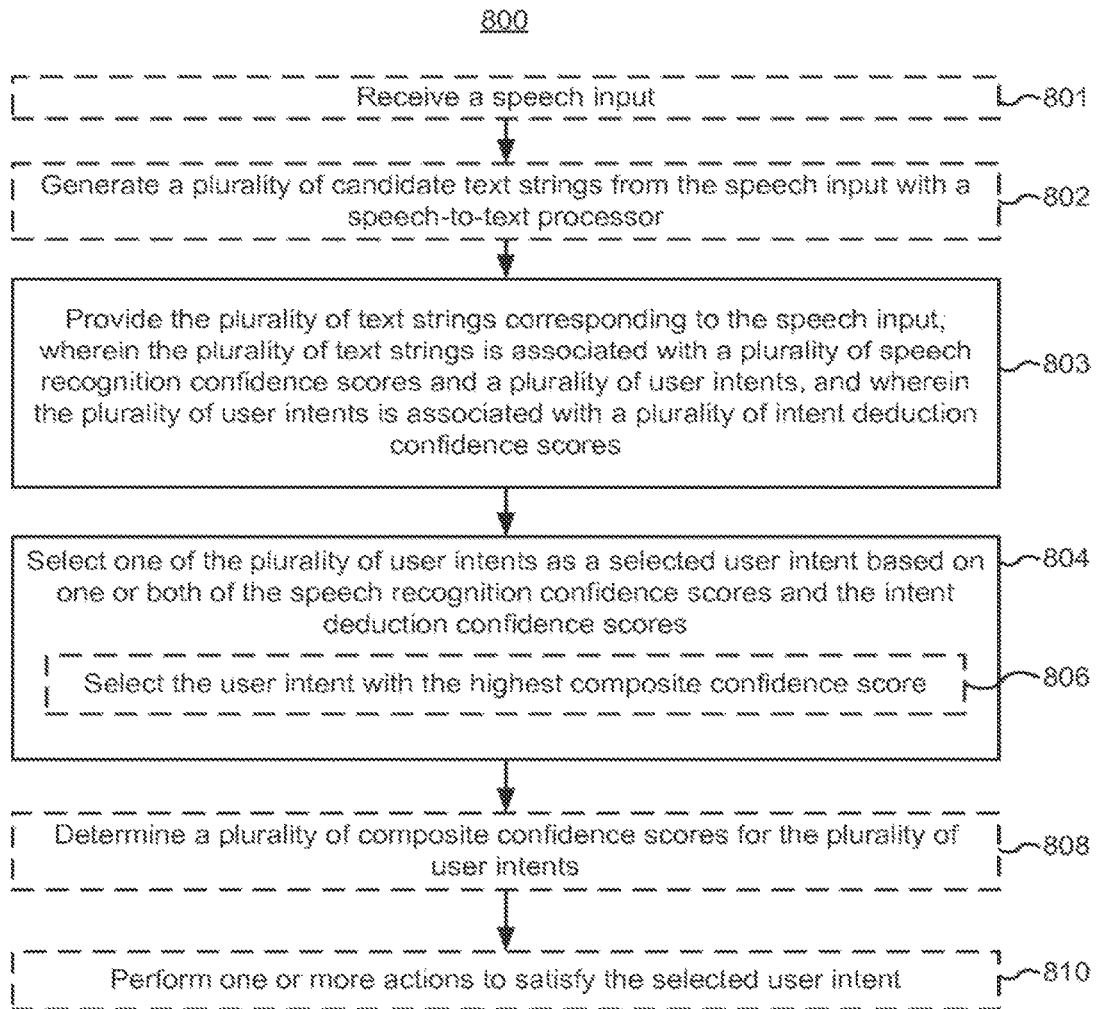 800
Receive a speech input
801
Generate a plurality of candidate text strings from the speech input with a
speech-to-text processor
802
Provide the plurality of text strings corresponding to the speech input,
wherein the plurality of text strings is associated with a plurality of speech
recognition confidence scores and a plurality of user intents, and wherein
the plurality of user intents is associated with a plurality of intent deduction
confidence scores
803
Select one of the plurality of user intents as a selected user intent based on
one or both of the speech recognition confidence scores and the intent
deduction confidence scores
804
Select the user intent with the highest composite confidence score
806
Determine a plurality of composite confidence scores for the plurality of
user intents
808
Perform one or more actions to satisfy the selected user intent
810